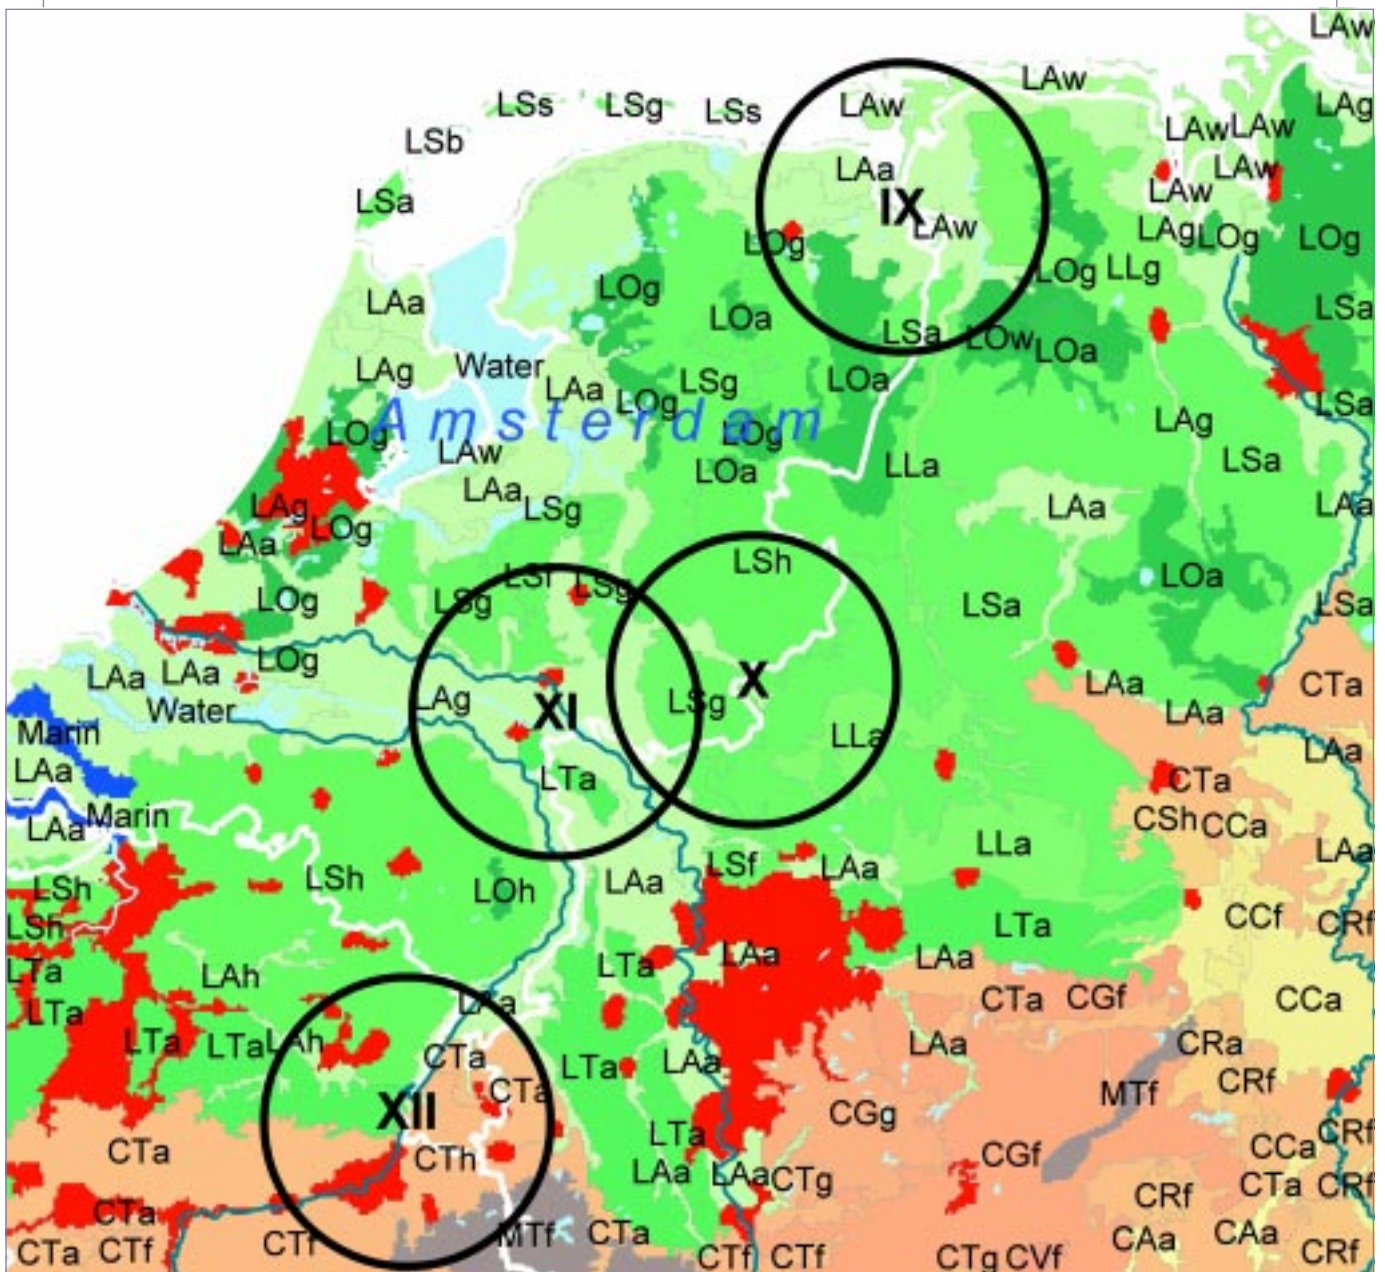 LAw
LAw
LSs LSg LSs LAw LAg
LSb LAw LAw
LAa LAw
LSa LAw
IX
LAw
LOg LAg LOg LOg
LOg LOg LLg
LAa LOa LSa
LSa LOw LOa
Water
LAg LAa LSg LOa
LOg LSa
Amsterdam
LOg LOg LAg
LAw LOa LLa LSa
LAa
LAg LSg LAa LAa
LOg
LAa
LSh
LSf LSg LOa
LOg LSg LSa LSa
LOg
LAa LAa
X
LAg LSg LAa CTa
Water XI LAa
Marin LLa
LAa LTa LAa
CTa
Marin
LAa CSh CCa
LLa LAa
LSh LSh LOh LAa LSf LAa
LSh LTa CCf CRf
LTa LAh LTa LAa LAa
LTa LAa CTa CGf CCa
LTa LTa LAh CTa LTa LAa LAa CRa
CTa MTf CRf
XII CGg
LTa CRf
CTa CTh CGf CCa
LAa LAa CTg CTa CRf
CRf
CTa
CTa CTf CTf MTf CTa CTf CTf CTg CVf CAa CAa CRf